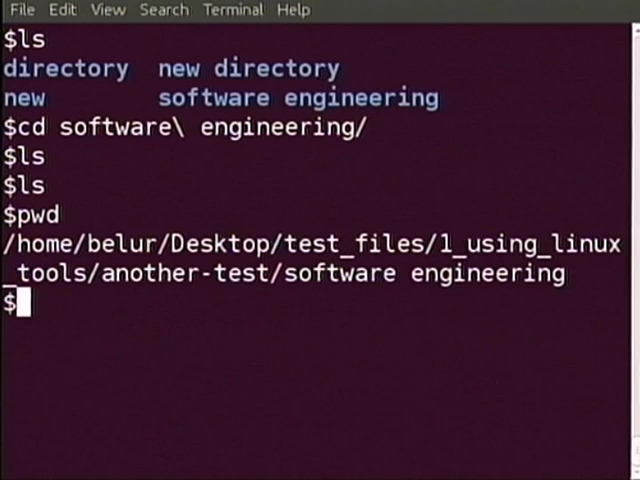 File Edit View Search Terminal Help
$ls
directory  new directory
new        software engineering
$cd software\ engineering/
$ls
$ls
$pwd
/home/belur/Desktop/test_files/1_using_linux
_tools/another-test/software engineering
$